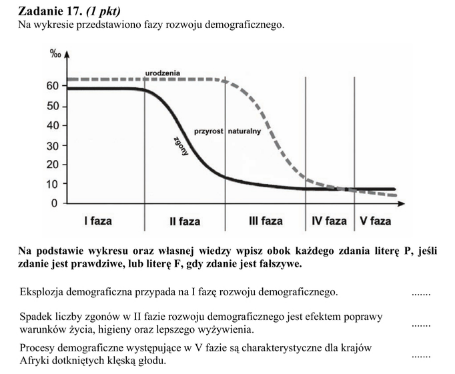 Zadanie 17. (1 pkt)
Na wykresie przedstawiono fazy rozwoju demograficznego.
‰
urodzenia
60
50
40
przyrost naturalny
30
zgony
20
10
0
I faza II faza III faza IV faza V faza
Na podstawie wykresu oraz własnej wiedzy wpisz obok każdego zdania literę P, jeśli
zdanie jest prawdziwe, lub literę F, gdy zdanie jest fałszywe.
Eksplozja demograficzna przypada na I fazę rozwoju demograficznego. .......
Spadek liczby zgonów w II fazie rozwoju demograficznego jest efektem poprawy
warunków życia, higieny oraz lepszego wyżywienia. .......
Procesy demograficzne występujące w V fazie są charakterystyczne dla krajów
Afryki dotkniętych klęską głodu. .......